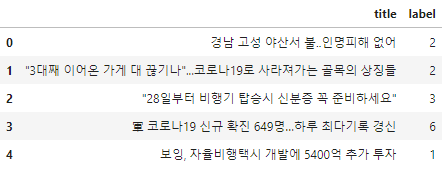 title label
0 경남 고성 야산서 불..인명피해 없어 2
1 "3대째 이어온 가게 대 끊기나"...코로나19로 사라져가는 골목의 상징들 2
2 "28일부터 비행기 탑승시 신분증 꼭 준비하세요" 3
3 軍 코로나19 신규 확진 649명...하루 최다기록 경신 6
4 보잉, 자율비행택시 개발에 5400억 추가 투자 1